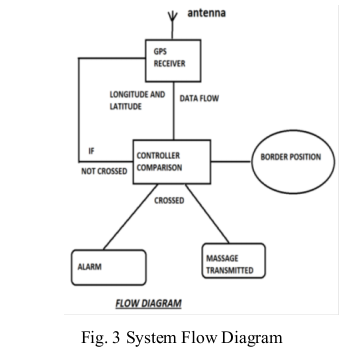 antenna
GPS
RECEIVER
LONGITUDE AND
LATITUDE
DATA FLOW
IF
NOT CROSSED
CONTROLLER
COMPARISON
BORDER POSITION
CROSSED
ALARM
MASSAGE
TRANSMITTED
FLOW DIAGRAM
Fig. 3 System Flow Diagram